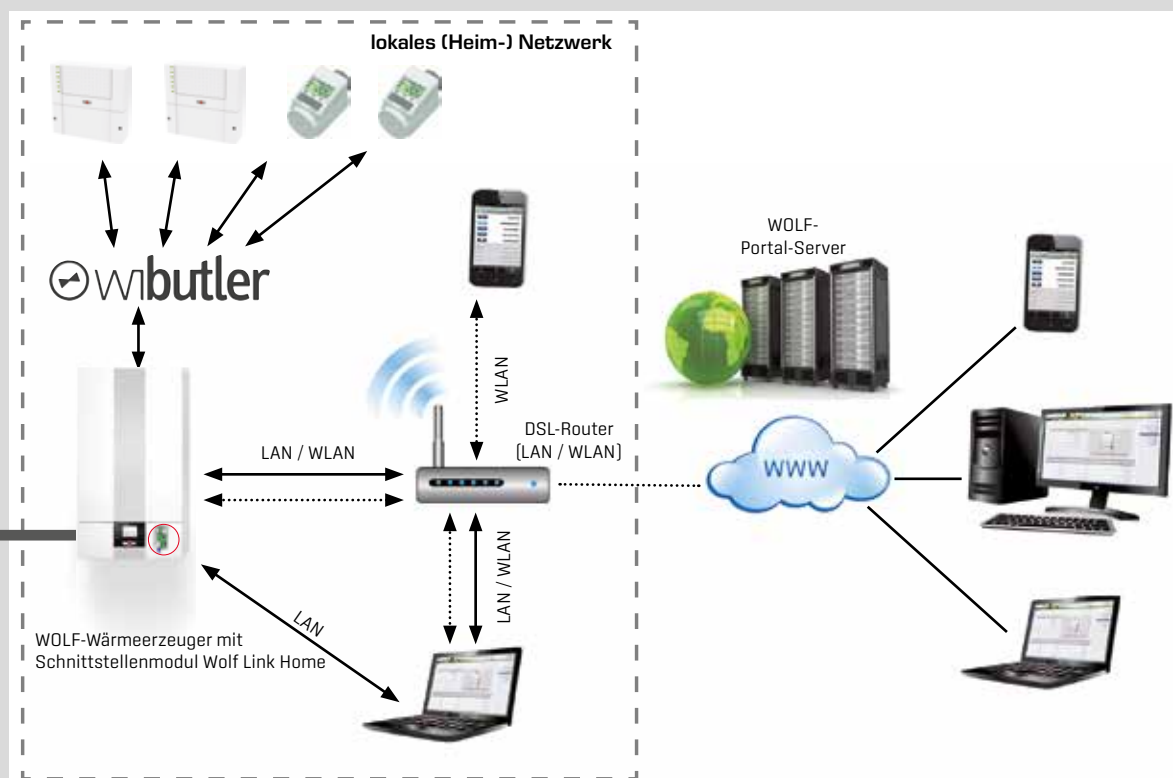 lokales (Heim-) Netzwerk
wibutler
WLAN
WOLF-
Portal-Server
DSL-Router
(LAN / WLAN)
LAN / WLAN
WWW
LAN / WLAN
LAN
WOLF-Wärmeerzeuger mit
Schnittstellenmodul Wolf Link Home